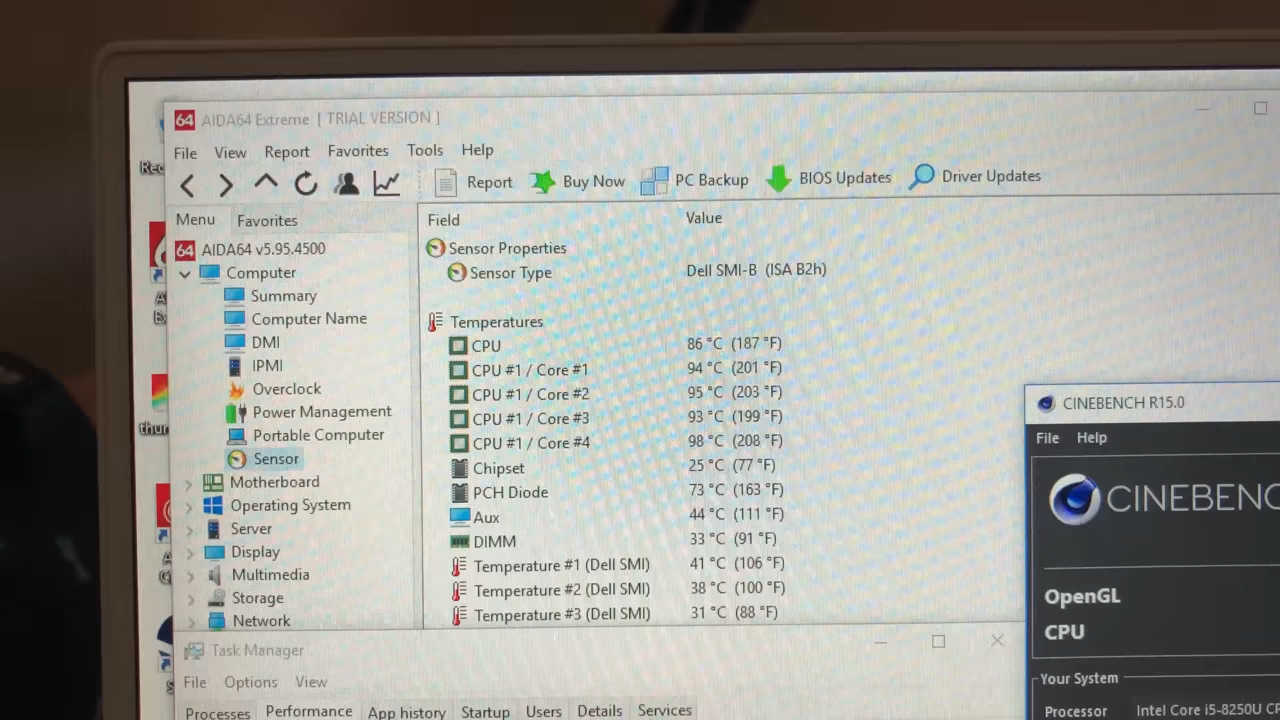 64 AIDA64 Extreme [ TRIAL VERSION ]
File View Report Favorites Tools Help
Report Buy Now PC Backup BIOS Updates Driver Updates
Menu Favorites
Field Value
64 AIDA64 v5.95.4500
Computer
Summary
Computer Name
DMI
IPMI
Overclock
Power Management
Portable Computer
Sensor
Motherboard
Operating System
Server
Display
Multimedia
Storage
Network
Sensor Properties
Sensor Type Dell SMI-B (ISA B2h)
Temperatures
CPU 86 °C (187 °F)
CPU #1 / Core #1 94 °C (201 °F)
CPU #1 / Core #2 95 °C (203 °F)
CPU #1 / Core #3 93 °C (199 °F)
CPU #1 / Core #4 98 °C (208 °F)
Chipset 25 °C (77 °F)
PCH Diode 73 °C (163 °F)
Aux 44 °C (111 °F)
DIMM 33 °C (91 °F)
Temperature #1 (Dell SMI) 41 °C (106 °F)
Temperature #2 (Dell SMI) 38 °C (100 °F)
Temperature #3 (Dell SMI) 31 °C (88 °F)
CINEBENCH R15.0
File Help
CINEBENC
OpenGL
CPU
Your System
Processor Intel Core i5-8250U CP
Task Manager
File Options View
Processes Performance App history Startup Users Details Services